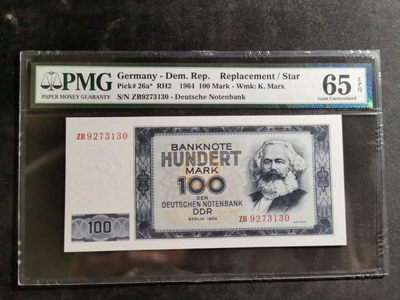 PMG
PAPER MONEY GUARANTY
Germany - Dem. Rep. Replacement / Star
Pick# 26a* RH2 1964 100 Mark - Wmk: K. Marx
S/N ZB9273130 - Deutsche Notenbank
65 EPQ
Gem Uncirculated
ZB 9273130
BANKNOTE
HUNDERT
MARK
100
DER
DEUTSCHEN NOTENBANK
DDR
BERLIN 1964
100
ZB 9273130